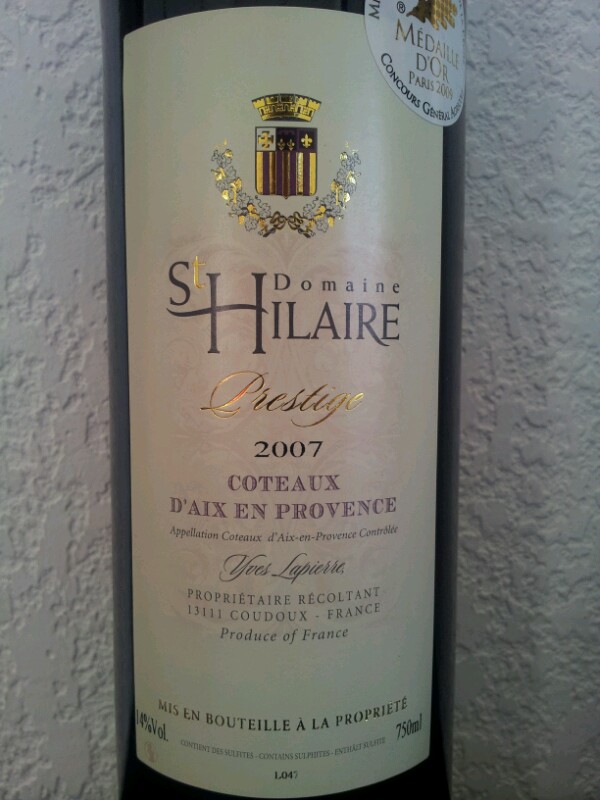 MÉDAILLE
D'OR
PARIS 2009
CONCOURS GÉNÉRAL
Domaine
St HILAIRE
Prestige
2007
COTEAUX
D'AIX EN PROVENCE
Appellation Coteaux d'Aix-en-Provence Contrôlée
Yves Lapierre,
PROPRIÉTAIRE RÉCOLTANT
13111 COUDOUX - FRANCE
Produce of France
MIS EN BOUTEILLE À LA PROPRIETÉ
14%Vol.
750ml
CONTIENT DES SULFITES - CONTAINS SULPHITES - ENTHÄLT SULFITE
L047